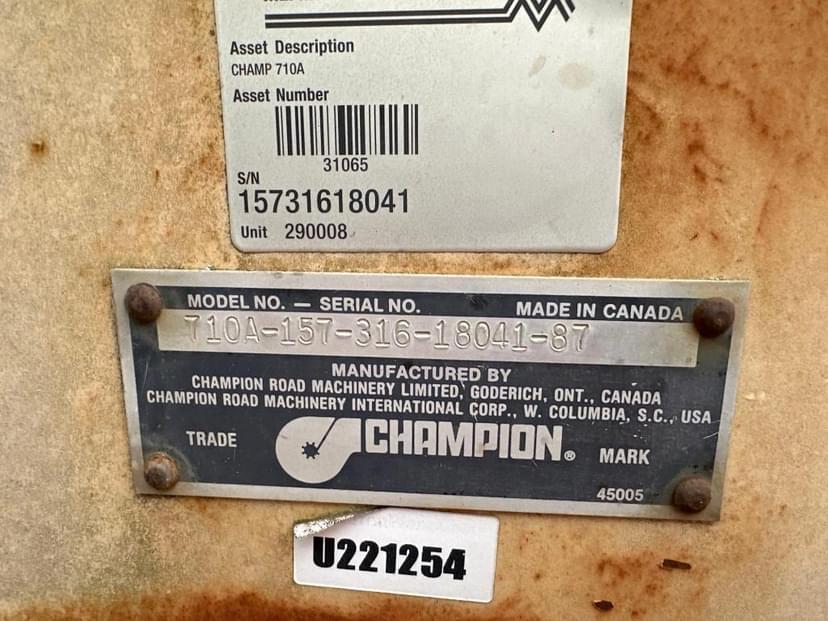 Asset Description
CHAMP 710A
Asset Number
31065
S/N
15731618041
Unit 290008
MODEL NO. — SERIAL NO. MADE IN CANADA
710A-157-316-18041-87
MANUFACTURED BY
CHAMPION ROAD MACHINERY LIMITED, GODERICH, ONT., CANADA
CHAMPION ROAD MACHINERY INTERNATIONAL CORP., W. COLUMBIA, S.C., USA
TRADE CHAMPION® MARK
45005
U221254